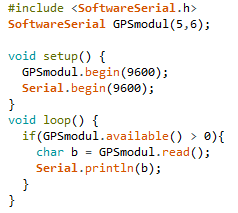 #include <SoftwareSerial.h>
SoftwareSerial GPSmodul(5,6);
void setup() {
GPSmodul.begin(9600);
Serial.begin(9600);
}
void loop() {
if(GPSmodul.available() > 0){
char b = GPSmodul.read();
Serial.println(b);
}
}